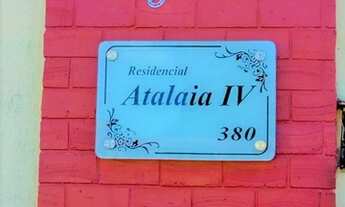 Residencial
Atalaia IV
380